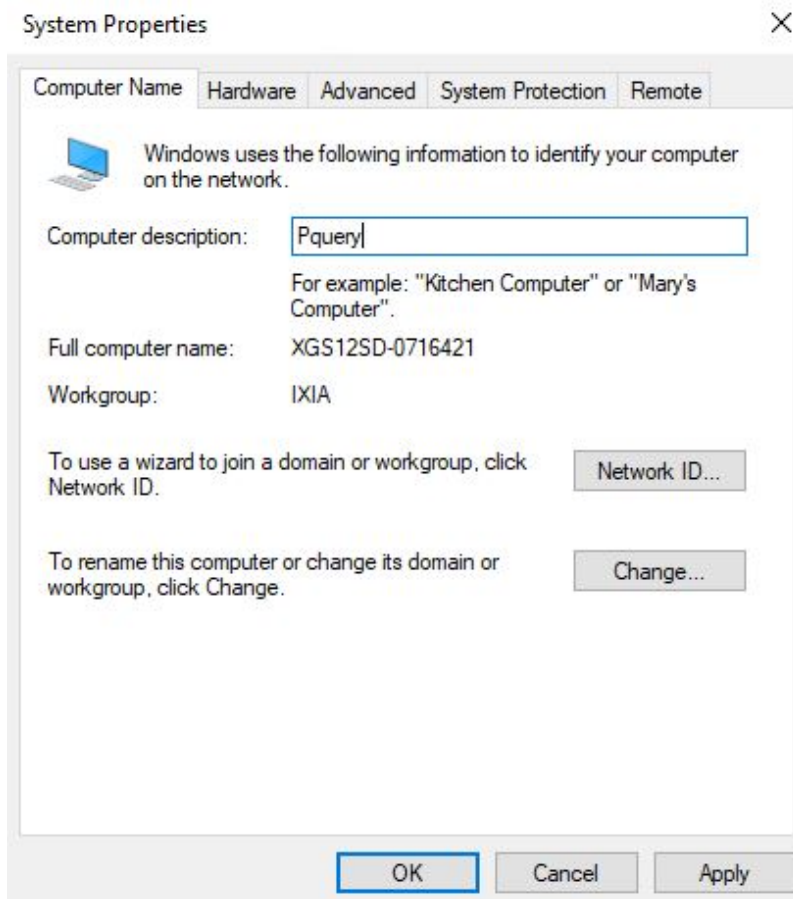 System Properties
Computer Name Hardware Advanced System Protection Remote
Windows uses the following information to identify your computer
on the network.
Computer description: Pquery
For example: "Kitchen Computer" or "Mary's
Computer".
Full computer name: XGS12SD-0716421
Workgroup: IXIA
To use a wizard to join a domain or workgroup, click
Network ID.
Network ID...
To rename this computer or change its domain or
workgroup, click Change.
Change...
OK Cancel Apply